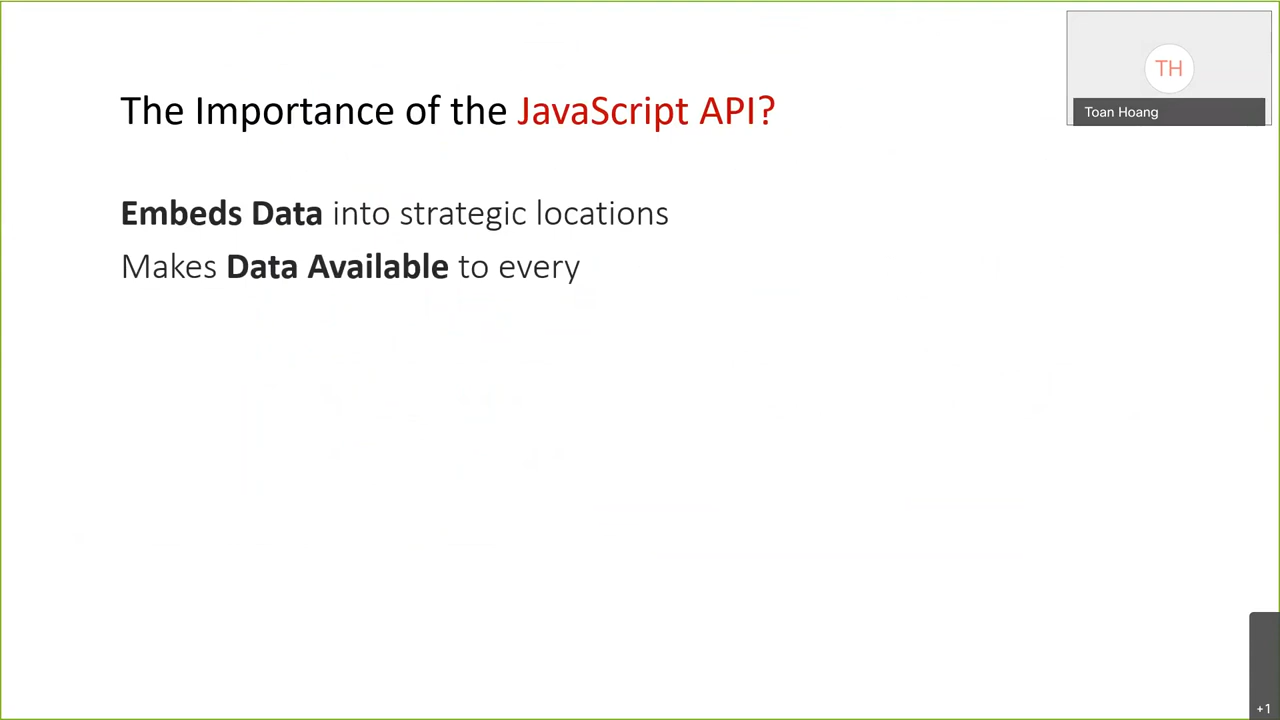 TH
Toan Hoang
The Importance of the JavaScript API?
Embeds Data into strategic locations
Makes Data Available to every
+1